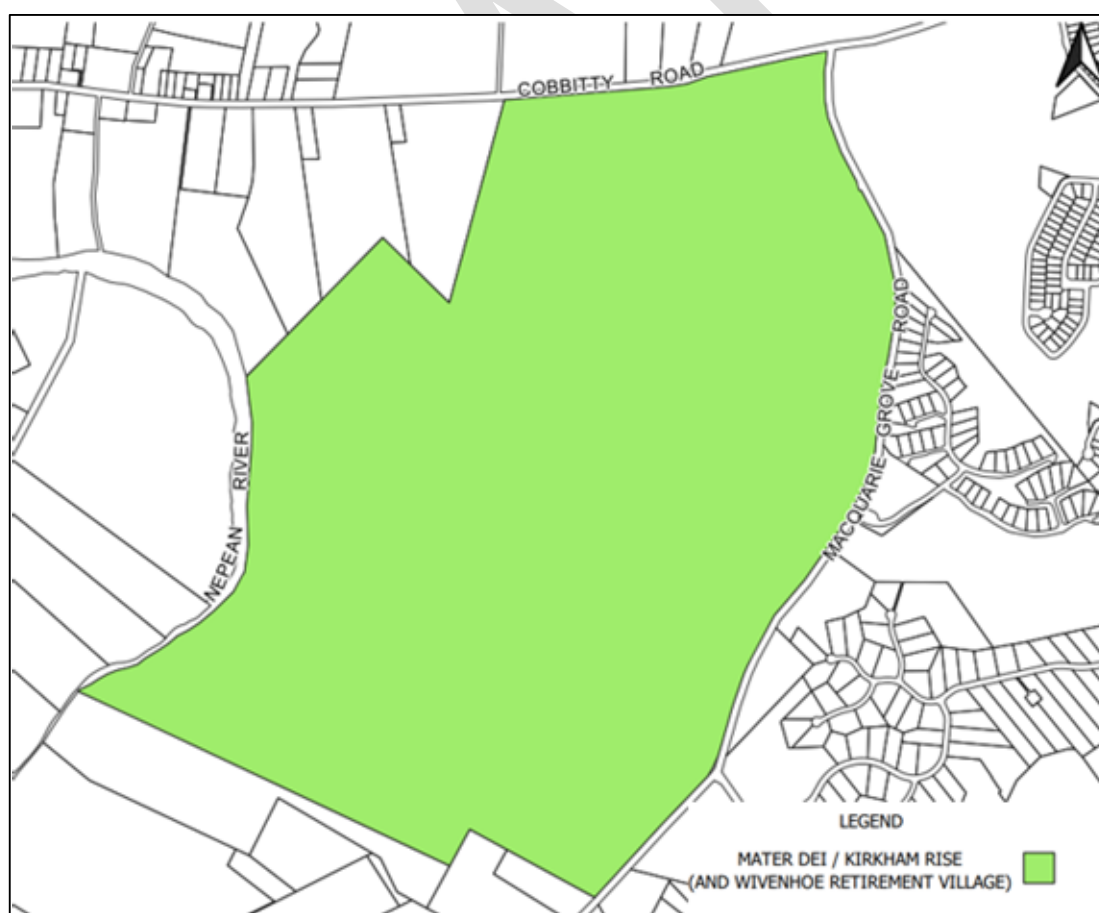 COBBITTY ROAD
MACQUARIE GROVE ROAD
NEPEAN RIVER
LEGEND
MATER DEI / KIRKHAM RISE
(AND WIVENHOE RETIREMENT VILLAGE)